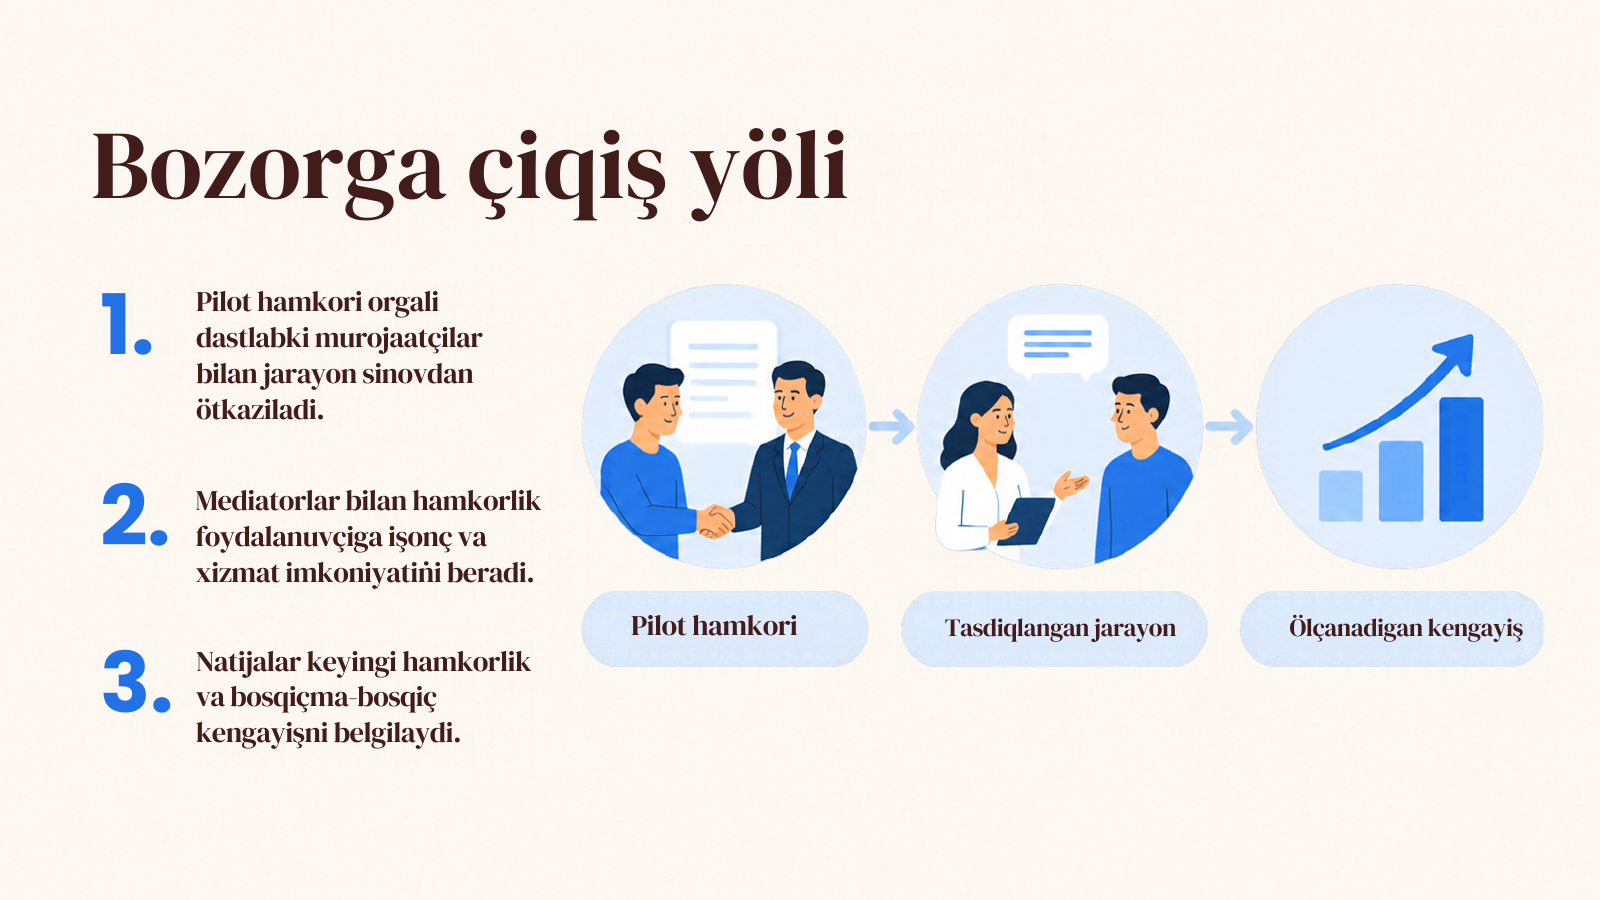 Bozorga çiqiş yöli
1.
Pilot hamkori orgali
dastlabki murojaatçilar
bilan jarayon sinovdan
ötkaziladi.
2.
Mediatorlar bilan hamkorlik
foydalanuvçiga işonç va
xizmat imkoniyatiṅi beradi.
3.
Natijalar keyingi hamkorlik
va bosqiçma-bosqiç
kengayişni belgilaydi.
Pilot hamkori
Tasdiqlangan jarayon
Ölçanadigan kengayiş